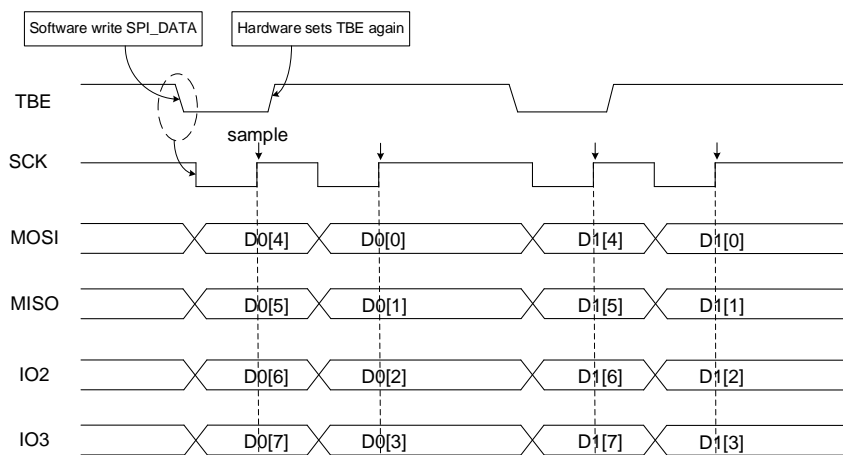 Software write SPI_DATA
Hardware sets TBE again
TBE
sample
SCK
MOSI D0[4] D0[0] D1[4] D1[0]
MISO D0[5] D0[1] D1[5] D1[1]
IO2 D0[6] D0[2] D1[6] D1[2]
IO3 D0[7] D0[3] D1[7] D1[3]